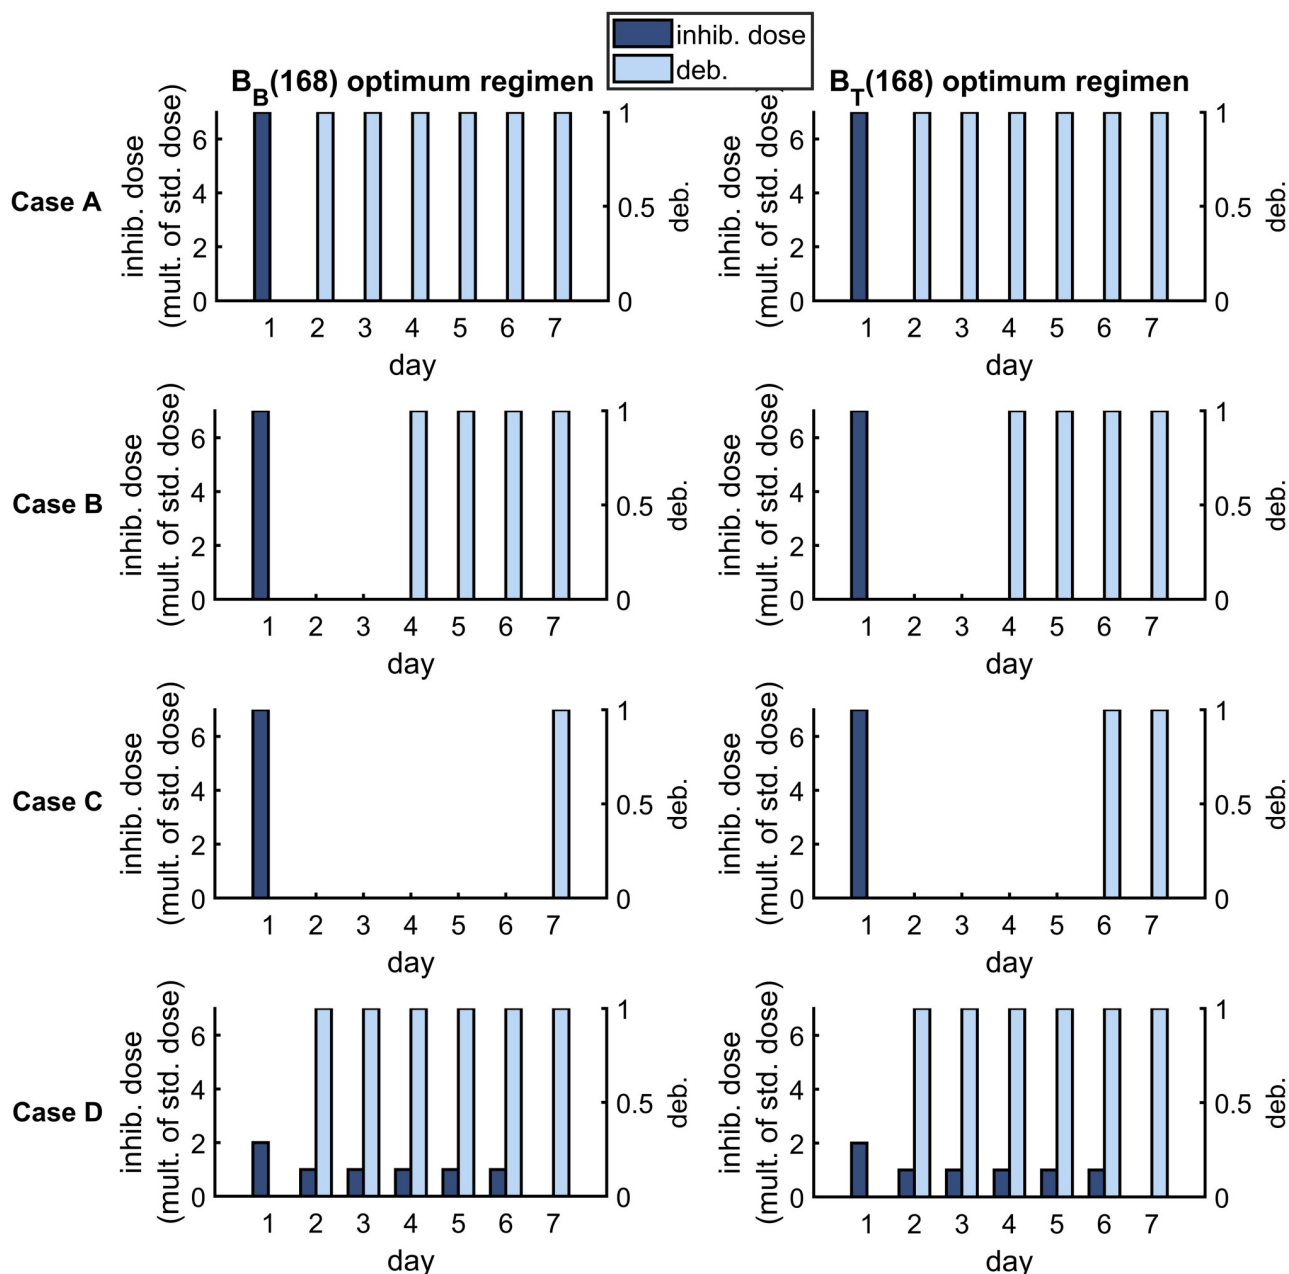 inhib. dose
deb.
B_B(168) optimum regimen
B_T(168) optimum regimen
Case A
inhib. dose
(mult. of std. dose)
6
4
2
0
1
0.5
0
deb.
1 2 3 4 5 6 7
day
inhib. dose
(mult. of std. dose)
6
4
2
0
1
0.5
0
deb.
1 2 3 4 5 6 7
day
Case B
inhib. dose
(mult. of std. dose)
6
4
2
0
1
0.5
0
deb.
1 2 3 4 5 6 7
day
inhib. dose
(mult. of std. dose)
6
4
2
0
1
0.5
0
deb.
1 2 3 4 5 6 7
day
Case C
inhib. dose
(mult. of std. dose)
6
4
2
0
1
0.5
0
deb.
1 2 3 4 5 6 7
day
inhib. dose
(mult. of std. dose)
6
4
2
0
1
0.5
0
deb.
1 2 3 4 5 6 7
day
Case D
inhib. dose
(mult. of std. dose)
6
4
2
0
1
0.5
0
deb.
1 2 3 4 5 6 7
day
inhib. dose
(mult. of std. dose)
6
4
2
0
1
0.5
0
deb.
1 2 3 4 5 6 7
day